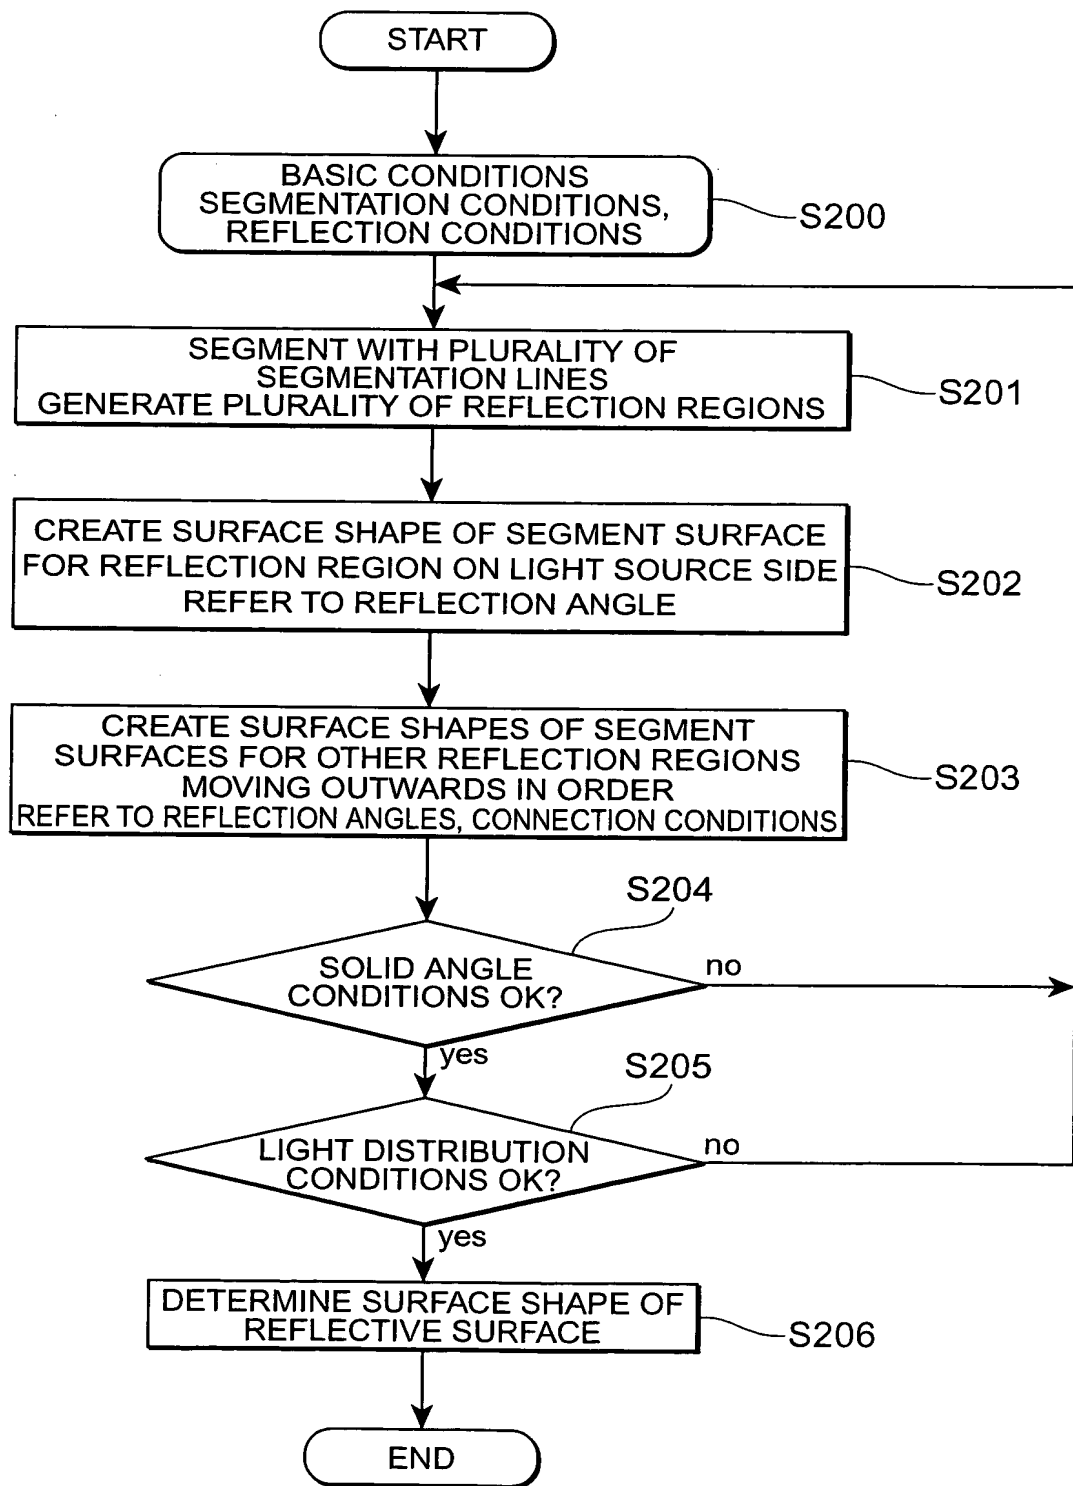 START
BASIC CONDITIONS
SEGMENTATION CONDITIONS,
REFLECTION CONDITIONS
S200
SEGMENT WITH PLURALITY OF
SEGMENTATION LINES
GENERATE PLURALITY OF REFLECTION REGIONS
S201
CREATE SURFACE SHAPE OF SEGMENT SURFACE
FOR REFLECTION REGION ON LIGHT SOURCE SIDE
REFER TO REFLECTION ANGLE
S202
CREATE SURFACE SHAPES OF SEGMENT
SURFACES FOR OTHER REFLECTION REGIONS
MOVING OUTWARDS IN ORDER
REFER TO REFLECTION ANGLES, CONNECTION CONDITIONS
S203
S204
SOLID ANGLE
CONDITIONS OK?
no
yes
S205
LIGHT DISTRIBUTION
CONDITIONS OK?
no
yes
DETERMINE SURFACE SHAPE OF
REFLECTIVE SURFACE
S206
END